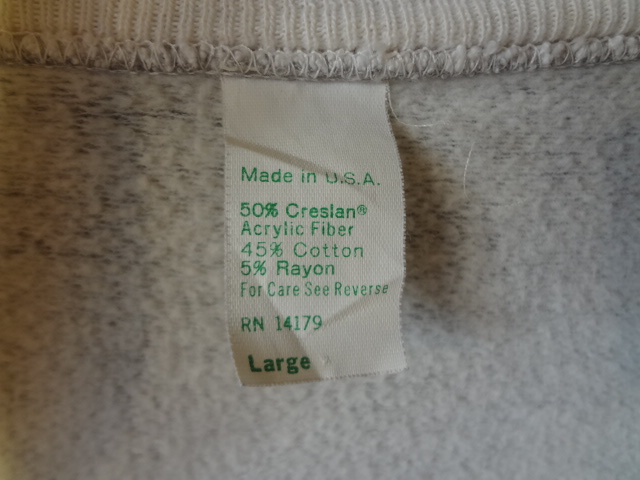 Made in U.S.A.
50% Creslan®
Acrylic Fiber
45% Cotton
5% Rayon
For Care See Reverse
RN 14179
Large